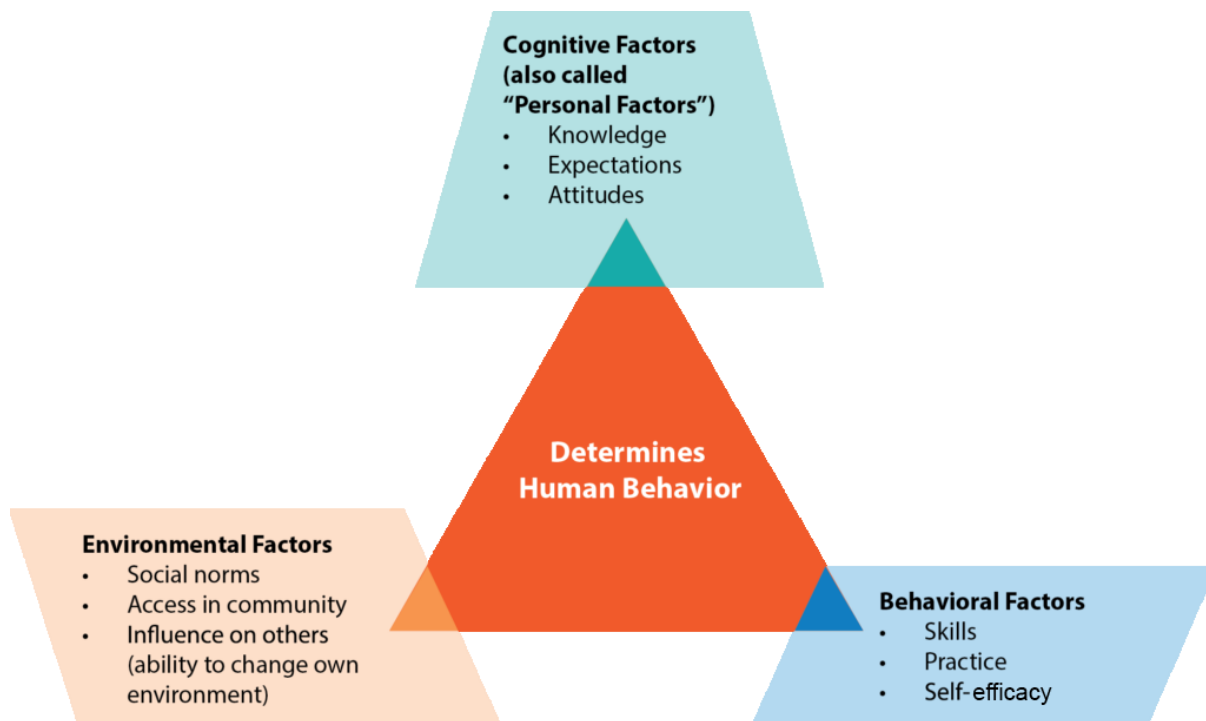 Cognitive Factors
(also called
“Personal Factors”)
• Knowledge
• Expectations
• Attitudes
Determines
Human Behavior
Environmental Factors
• Social norms
• Access in community
• Influence on others
(ability to change own
environment)
Behavioral Factors
• Skills
• Practice
• Self-efficacy